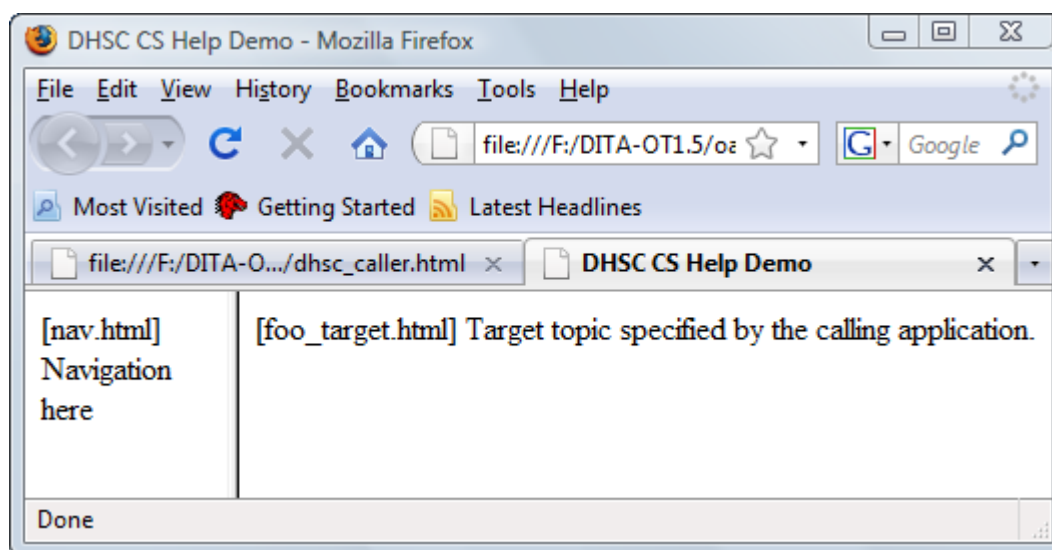 DHSC CS Help Demo - Mozilla Firefox
File Edit View History Bookmarks Tools Help
file:///F:/DITA-OT1.5/oa G Google
Most Visited Getting Started Latest Headlines
file:///F:/DITA-O.../dhsc_caller.html DHSC CS Help Demo
[nav.html]
Navigation
here
[foo_target.html] Target topic specified by the calling application.
Done